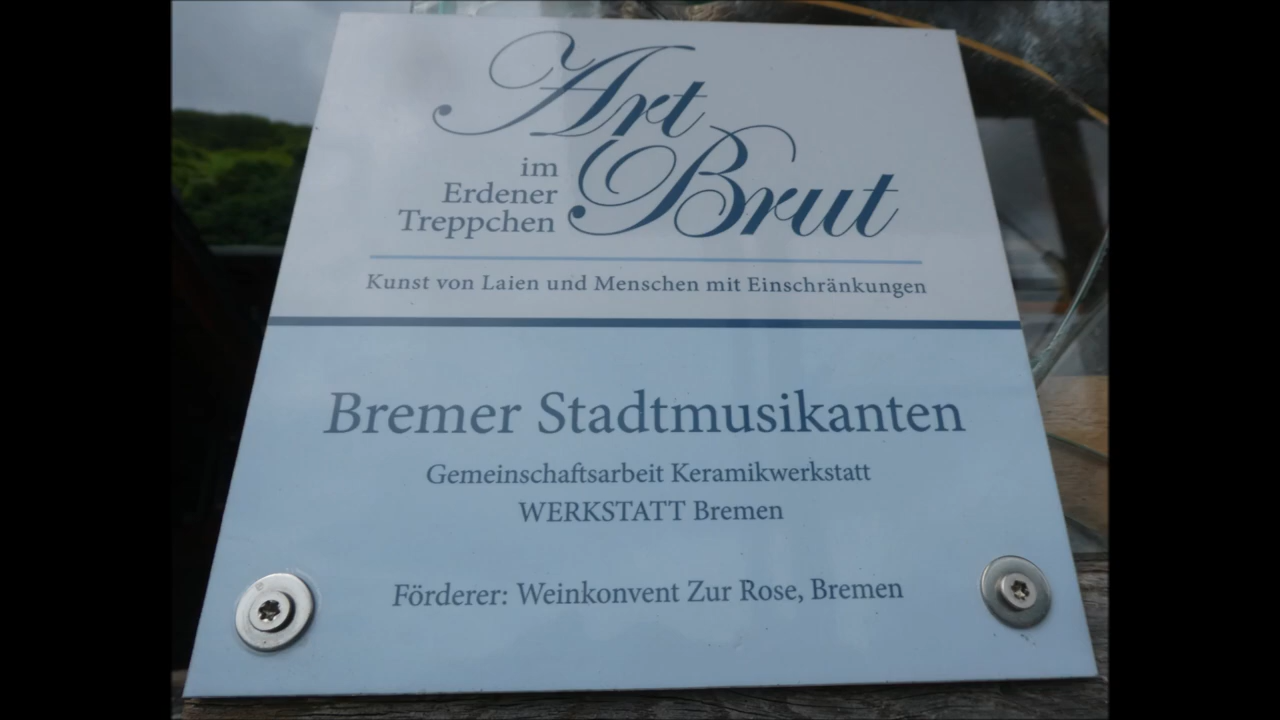 Art
Brut
im
Erdener
Treppchen
Kunst von Laien und Menschen mit Einschränkungen
Bremer Stadtmusikanten
Gemeinschaftsarbeit Keramikwerkstatt
WERKSTATT Bremen
Förderer: Weinkonvent Zur Rose, Bremen